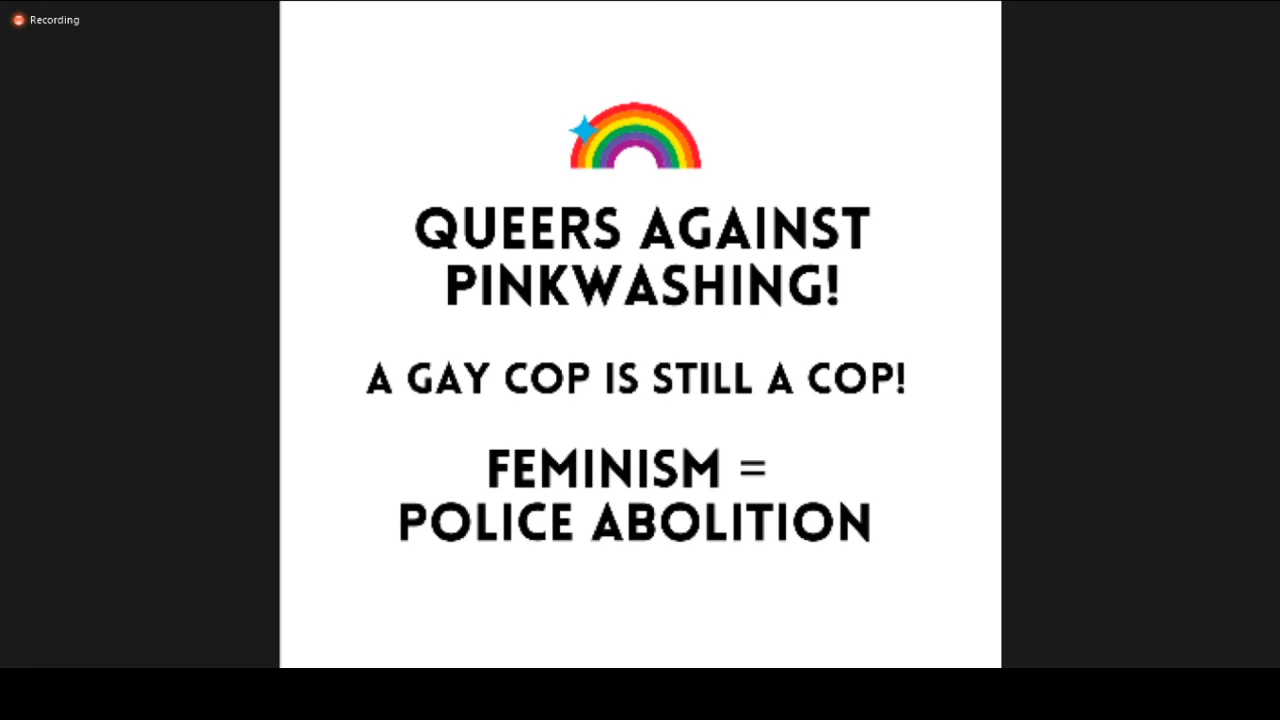 Recording
QUEERS AGAINST
PINKWASHING!
A GAY COP IS STILL A COP!
FEMINISM =
POLICE ABOLITION